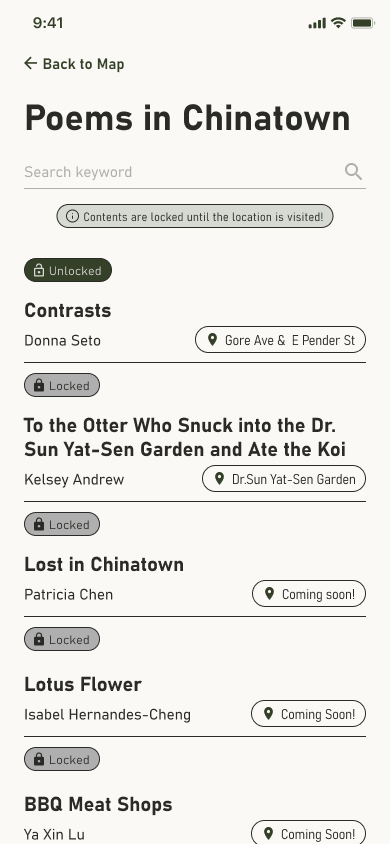 9:41
Back to Map
Poems in Chinatown
Search keyword
Contents are locked until the location is visited!
Unlocked
Contrasts
Donna Seto
Gore Ave & E Pender St
Locked
To the Otter Who Snuck into the Dr.
Sun Yat-Sen Garden and Ate the Koi
Kelsey Andrew
Dr.Sun Yat-Sen Garden
Locked
Lost in Chinatown
Patricia Chen
Coming soon!
Locked
Lotus Flower
Isabel Hernandes-Cheng
Coming Soon!
Locked
BBQ Meat Shops
Ya Xin Lu
Coming Soon!